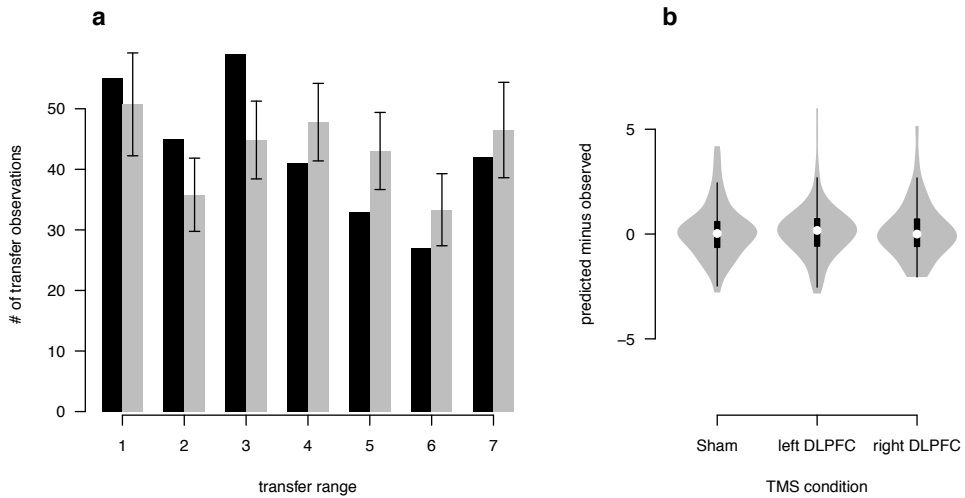 a
# of transfer observations
50
40
30
20
10
0
1 2 3 4 5 6 7
transfer range
b
predicted minus observed
5
0
−5
Sham left DLPFC right DLPFC
TMS condition